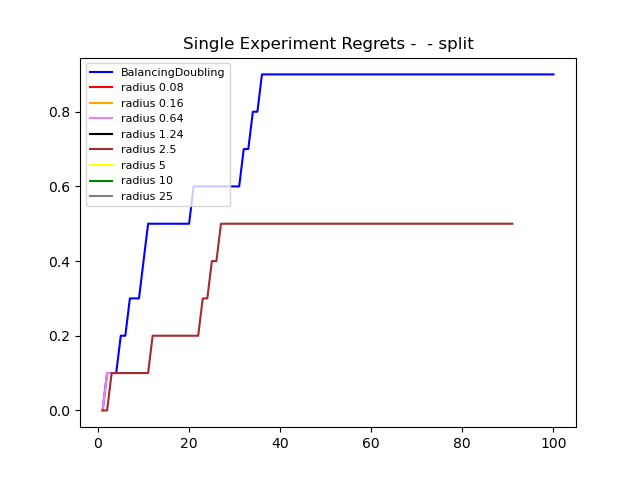 Single Experiment Regrets -  - split
BalancingDoubling
radius 0.08
radius 0.16
radius 0.64
radius 1.24
radius 2.5
radius 5
radius 10
radius 25
0.8
0.6
0.4
0.2
0.0
0 20 40 60 80 100